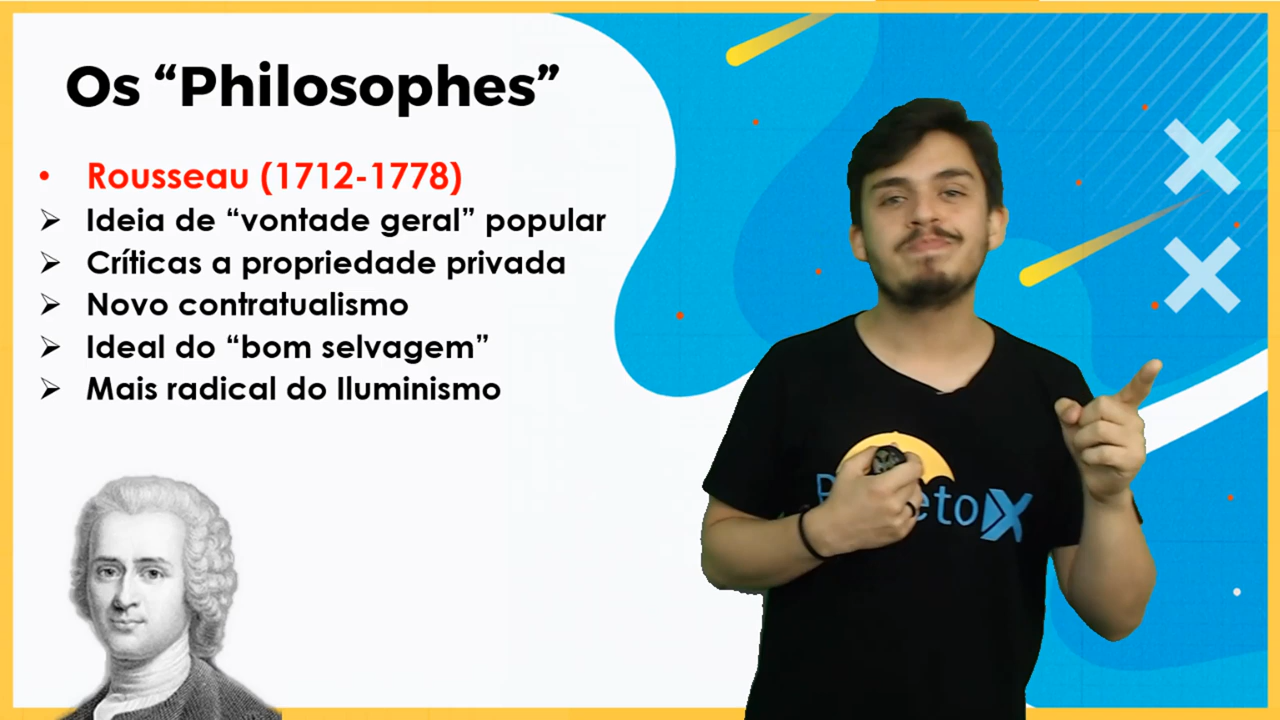 Os “Philosophes”
• Rousseau (1712-1778)
➢ Ideia de “vontade geral” popular
➢ Críticas a propriedade privada
➢ Novo contratualismo
➢ Ideal do “bom selvagem”
➢ Mais radical do Iluminismo